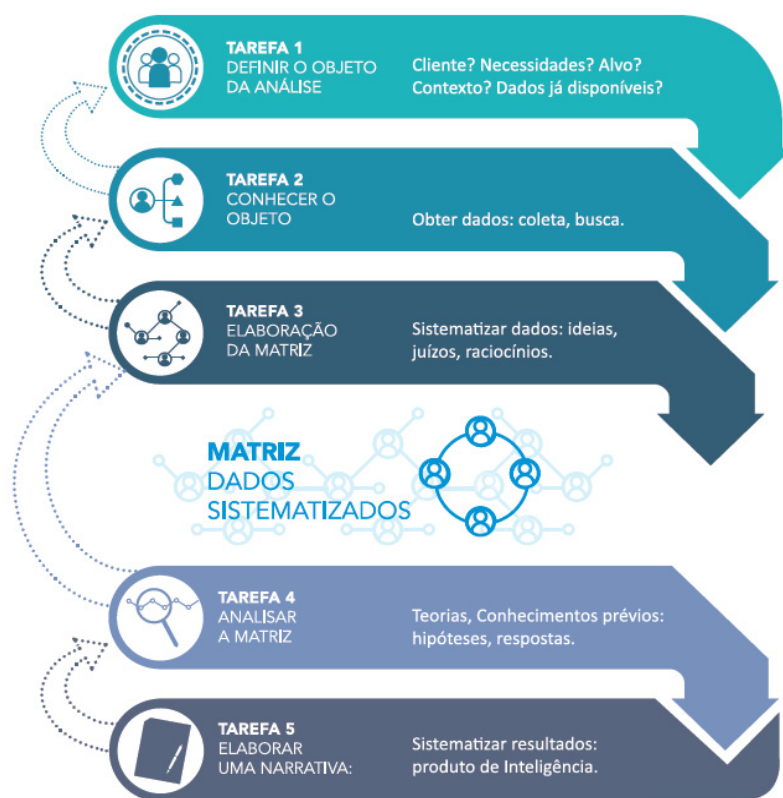 TAREFA 1
DEFINIR O OBJETO
DA ANÁLISE
Cliente? Necessidades? Alvo?
Contexto? Dados já disponíveis?
TAREFA 2
CONHECER O
OBJETO
Obter dados: coleta, busca.
TAREFA 3
ELABORAÇÃO
DA MATRIZ
Sistematizar dados: ideias,
juízos, raciocínios.
MATRIZ
DADOS
SISTEMATIZADOS
TAREFA 4
ANALISAR
A MATRIZ
Teorias, Conhecimentos prévios:
hipóteses, respostas.
TAREFA 5
ELABORAR
UMA NARRATIVA:
Sistematizar resultados:
produto de Inteligência.